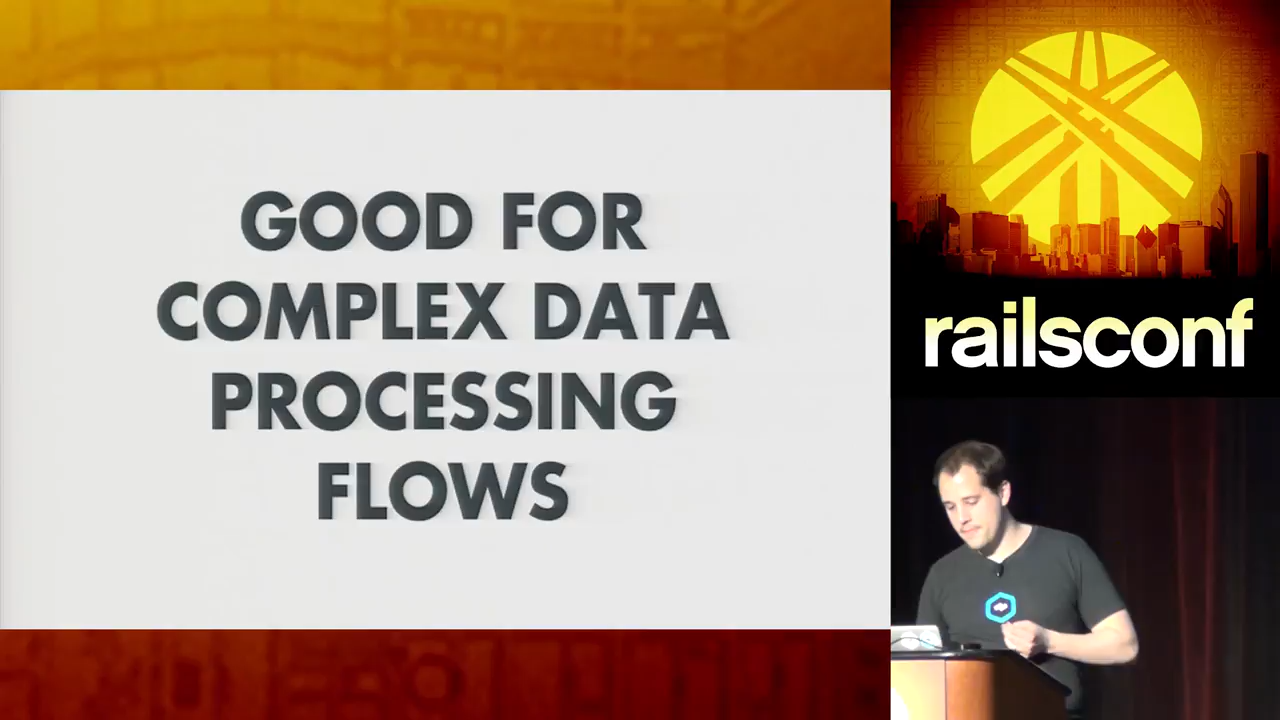 GOOD FOR
COMPLEX DATA
PROCESSING
FLOWS
railsconf